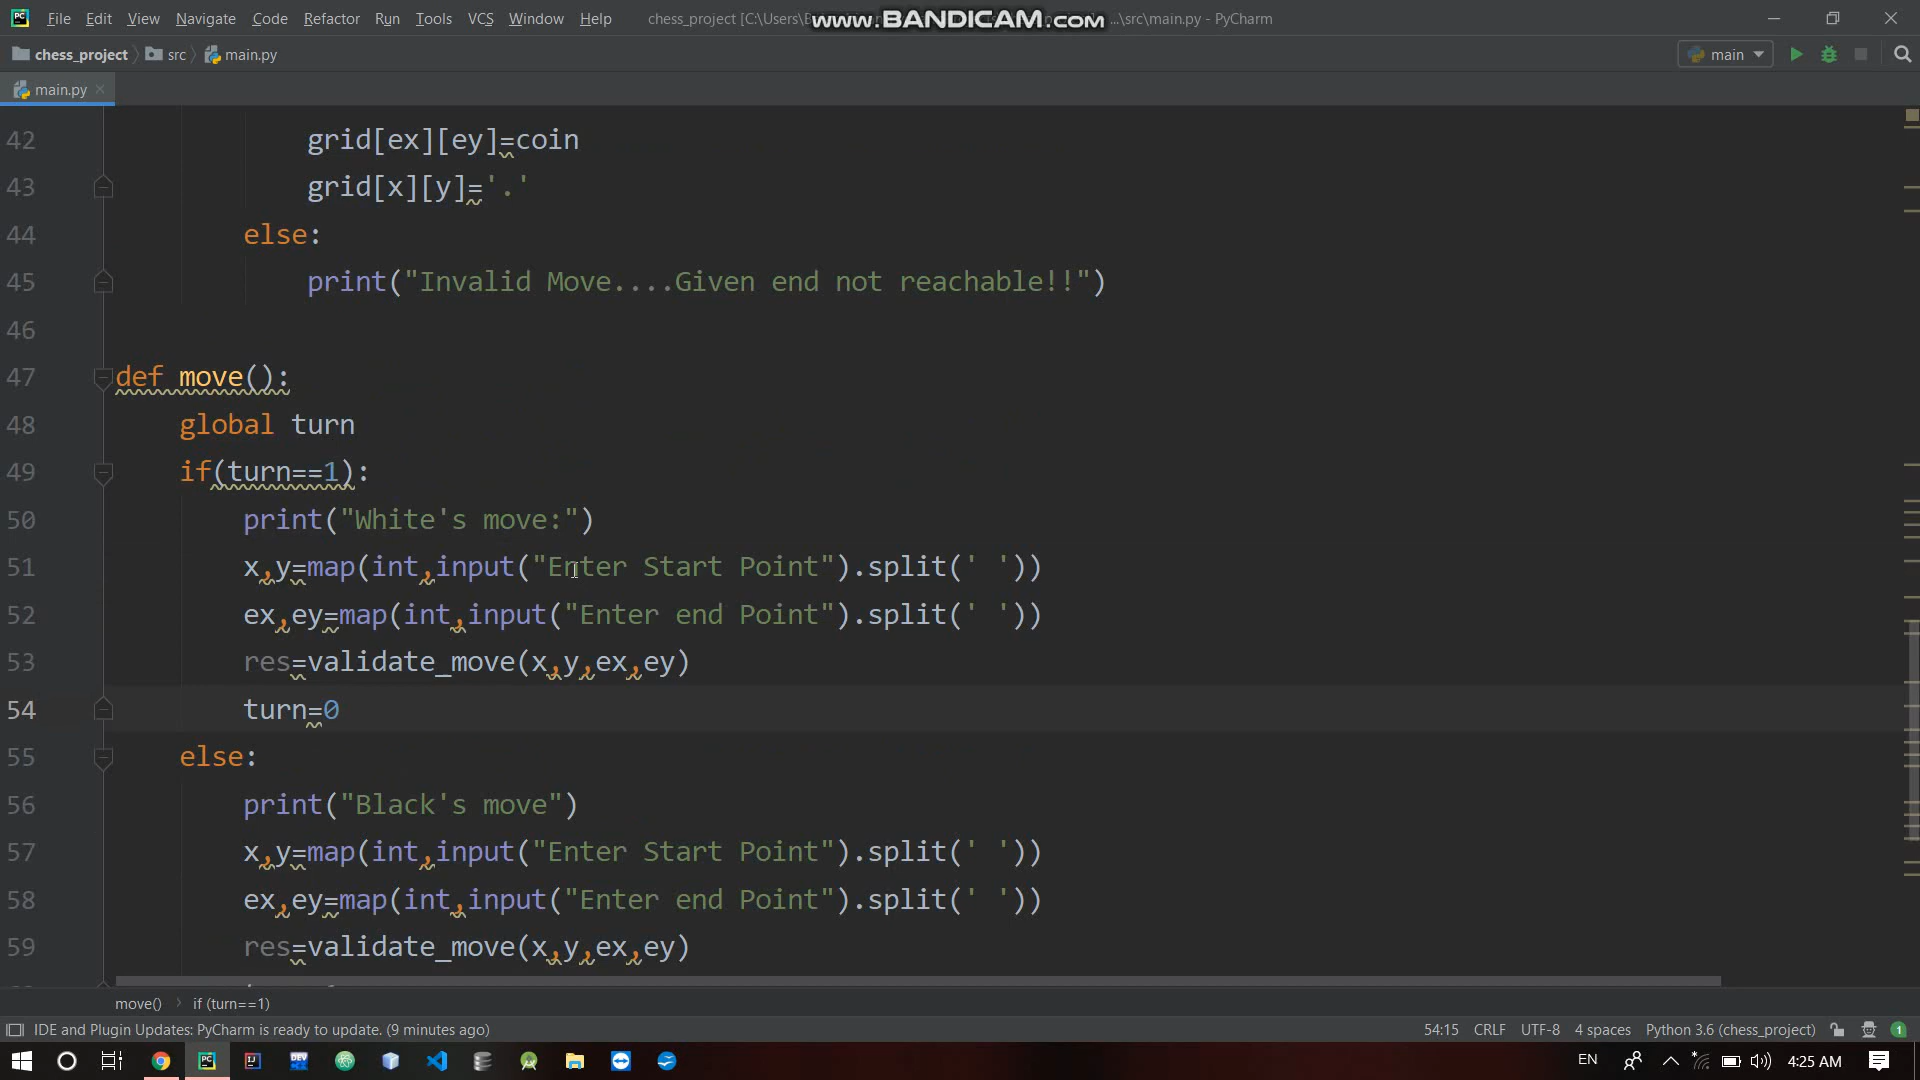 File Edit View Navigate Code Refactor Run Tools VCS Window Help chess_project [C:\Users\B www.BANDICAM.com ...\src\main.py - PyCharm
chess_project src main.py main
main.py
42 grid[ex][ey]=coin
43 grid[x][y]='.'
44 else:
45 print("Invalid Move....Given end not reachable!!")
46
47 def move():
48 global turn
49 if(turn==1):
50 print("White's move:")
51 x,y=map(int,input("Enter Start Point").split(' '))
52 ex,ey=map(int,input("Enter end Point").split(' '))
53 res=validate_move(x,y,ex,ey)
54 turn=0
55 else:
56 print("Black's move")
57 x,y=map(int,input("Enter Start Point").split(' '))
58 ex,ey=map(int,input("Enter end Point").split(' '))
59 res=validate_move(x,y,ex,ey)
move() if (turn==1)
IDE and Plugin Updates: PyCharm is ready to update. (9 minutes ago) 54:15 CRLF UTF-8 4 spaces Python 3.6 (chess_project) 1
PC IJ DEV EN 4:25 AM